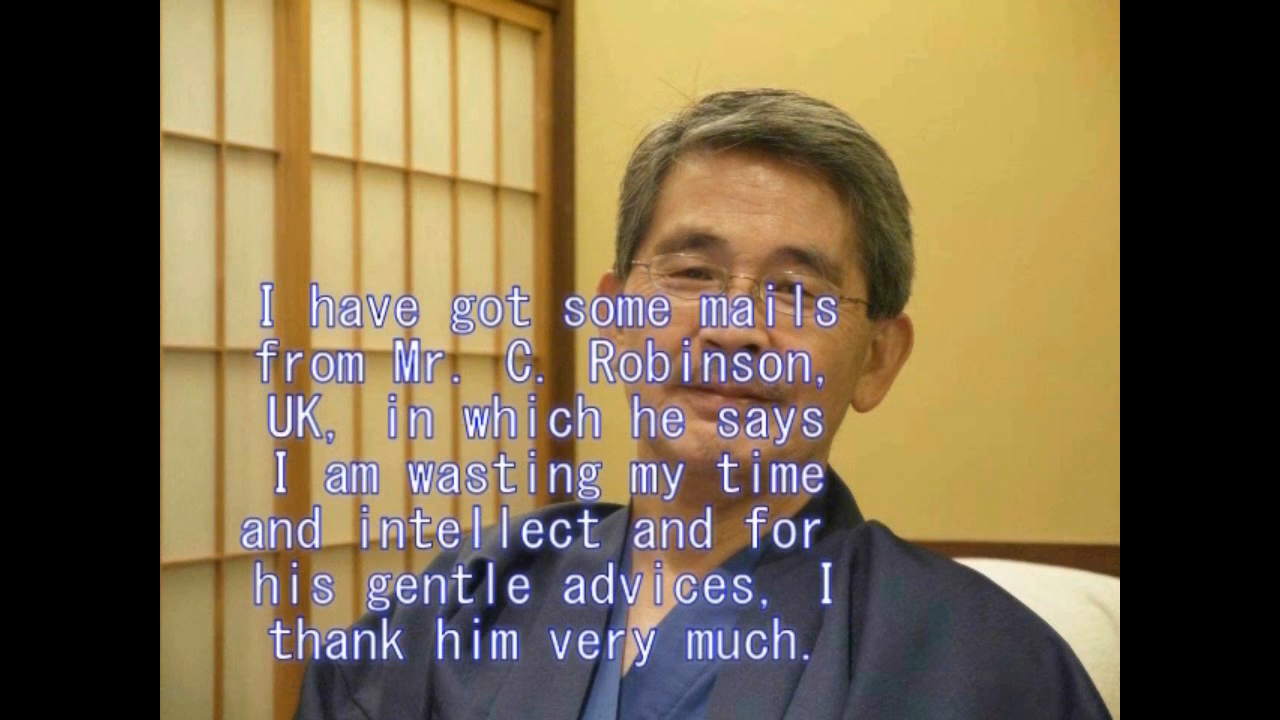 I have got some mails
from Mr. C. Robinson,
UK, in which he says
I am wasting my time
and intellect and for
his gentle advices, I
thank him very much.